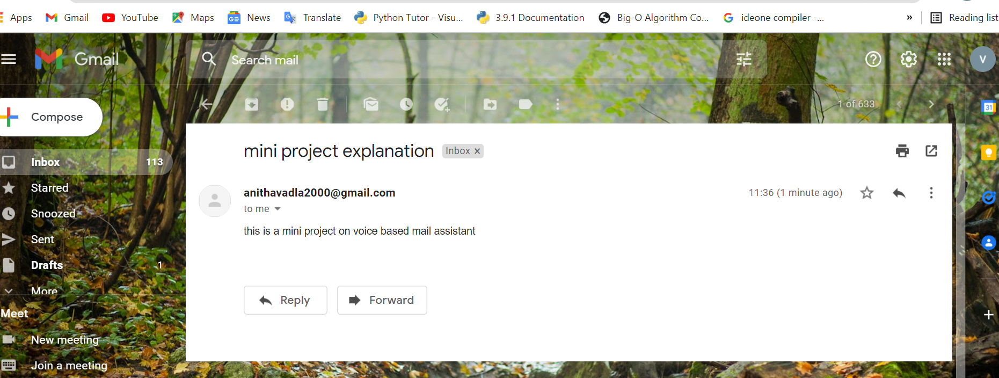 Apps Gmail YouTube Maps News Translate Python Tutor - Visu... 3.9.1 Documentation Big-O Algorithm Co... ideone compiler -... » Reading list
Gmail Search mail V
1 of 633
31
Compose
mini project explanation Inbox ×
Inbox 113
anithavadla2000@gmail.com 11:36 (1 minute ago)
Starred
to me
Snoozed
this is a mini project on voice based mail assistant
Sent
Drafts 1
More
Reply Forward
Meet
New meeting
Join a meeting